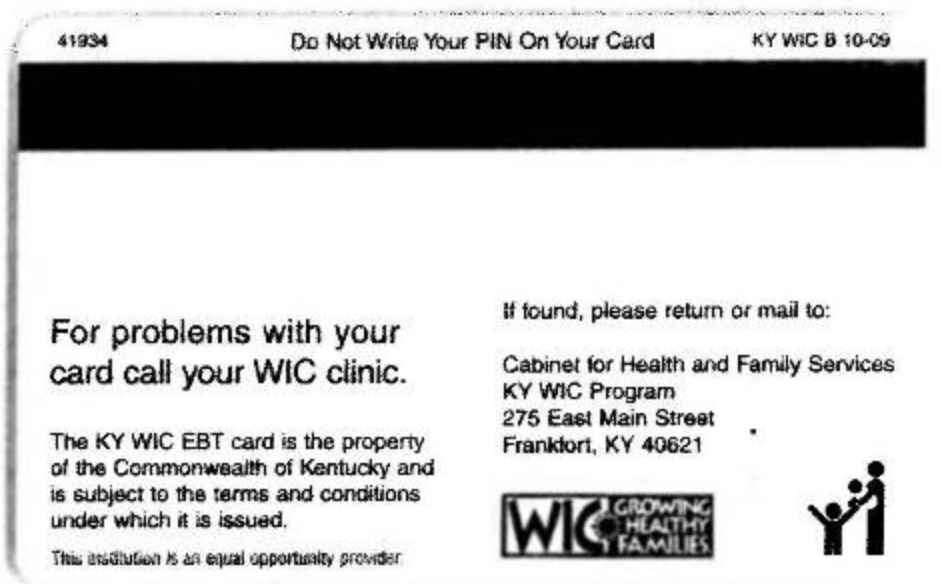 41934 Do Not Write Your PIN On Your Card KY WIC B 10-09
For problems with your
card call your WIC clinic.
The KY WIC EBT card is the property
of the Commonwealth of Kentucky and
is subject to the terms and conditions
under which it is issued.
This institution is an equal opportunity provider.
If found, please return or mail to:
Cabinet for Health and Family Services
KY WIC Program
275 East Main Street
Frankfort, KY 40621
WIC GROWING
HEALTHY
FAMILIES